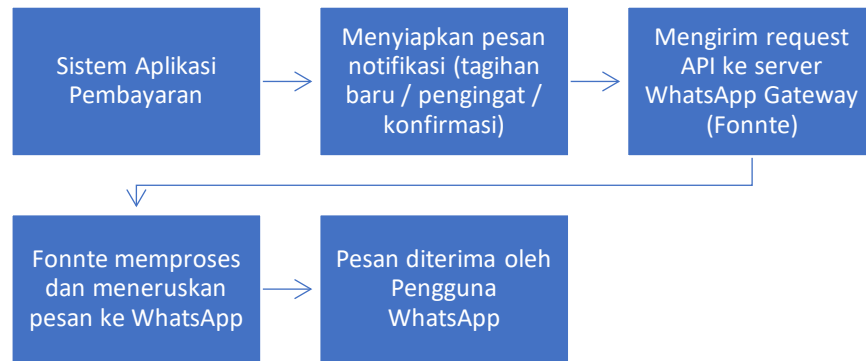 Sistem Aplikasi
Pembayaran
Menyiapkan pesan
notifikasi (tagihan
baru / pengingat /
konfirmasi)
Mengirim request
API ke server
WhatsApp Gateway
(Fonnte)
Fonnte memproses
dan meneruskan
pesan ke WhatsApp
Pesan diterima oleh
Pengguna
WhatsApp